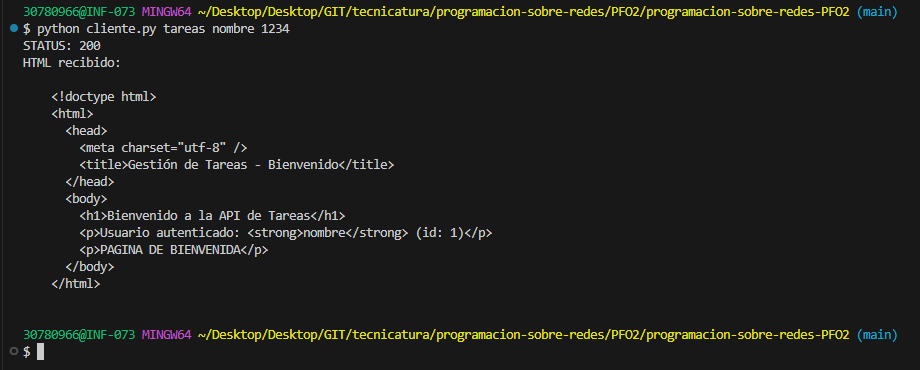 30780966@INF-073 MINGW64 ~/Desktop/Desktop/GIT/tecnicatura/programacion-sobre-redes/PFO2/programacion-sobre-redes-PFO2 (main)
$ python cliente.py tareas nombre 1234
STATUS: 200
HTML recibido:

    <!doctype html>
    <html>
      <head>
        <meta charset="utf-8" />
        <title>Gestión de Tareas - Bienvenido</title>
      </head>
      <body>
        <h1>Bienvenido a la API de Tareas</h1>
        <p>Usuario autenticado: <strong>nombre</strong> (id: 1)</p>
        <p>PAGINA DE BIENVENIDA</p>
      </body>
    </html>

30780966@INF-073 MINGW64 ~/Desktop/Desktop/GIT/tecnicatura/programacion-sobre-redes/PFO2/programacion-sobre-redes-PFO2 (main)
$